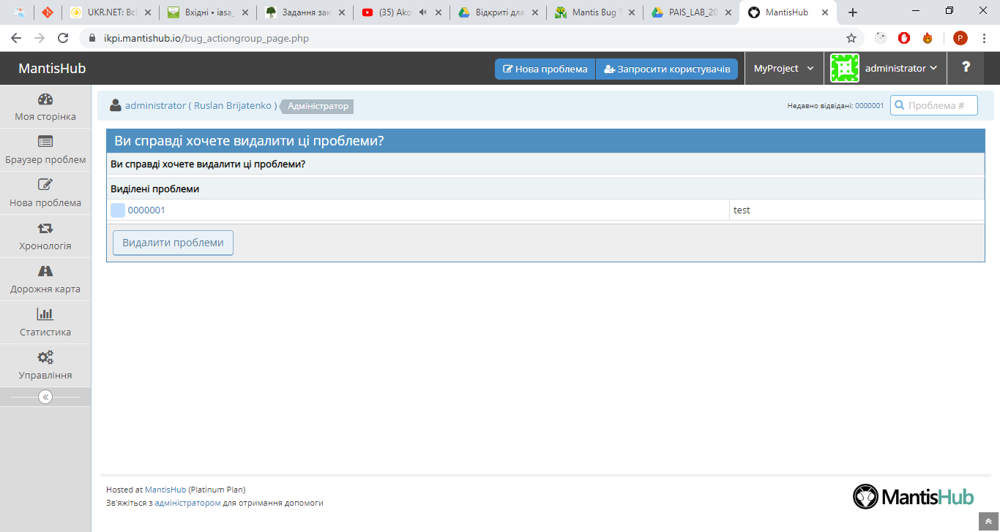 UKR.NET: Всі
Вхідні • iasa_
Задання зак
(35) Ako
Відкриті для
Mantis Bug T
PAIS_LAB_20
MantisHub
ikpi.mantishub.io/bug_actiongroup_page.php
P
MantisHub
Нова проблема
Запросити користувачів
MyProject
administrator
?
Моя сторінка
Браузер проблем
Нова проблема
Хронологія
Дорожня карта
Статистика
Управління
administrator ( Ruslan Brijatenko )
Адміністратор
Недавно відвідані: 0000001
Проблема #
Ви справді хочете видалити ці проблеми?
Ви справді хочете видалити ці проблеми?
Виділені проблеми
0000001 test
Видалити проблеми
Hosted at MantisHub (Platinum Plan)
Зв'яжіться з адміністратором для отримання допомоги
MantisHub